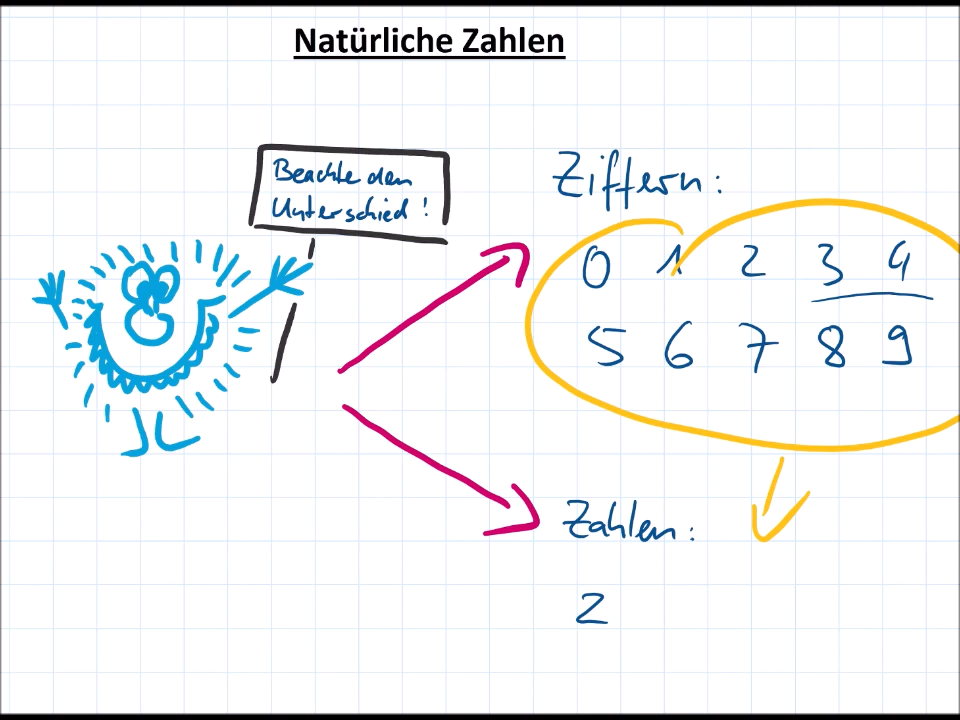 Natürliche Zahlen
Beachte den
Unterschied!
Ziffern:
0 1 2 3 4
5 6 7 8 9
Zahlen:
2